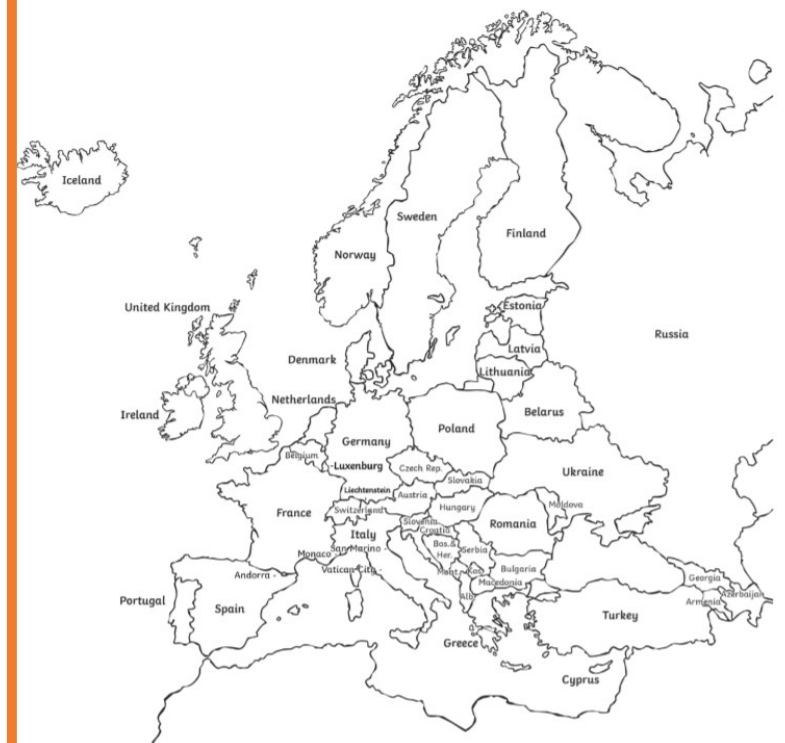 Iceland
Sweden
Finland
Norway
United Kingdom
Estonia
Russia
Latvia
Denmark
Lithuania
Netherlands
Ireland
Belarus
Poland
Germany
Belgium
-Luxenburg
Czech Rep.
Ukraine
Slovakia
Liechtenstein
Austria
France
Switzerland
Hungary
Moldova
Slovenia
Romania
Croatia
Italy
Bos.&
Her.
San Marino -
Serbia
Monaco
Vatican City -
Andorra -
Mont.
Kos.
Bulgaria
Georgia
Macedonia
Portugal
Spain
Alb.
Armenia
Azerbaijan
Turkey
Greece
Cyprus